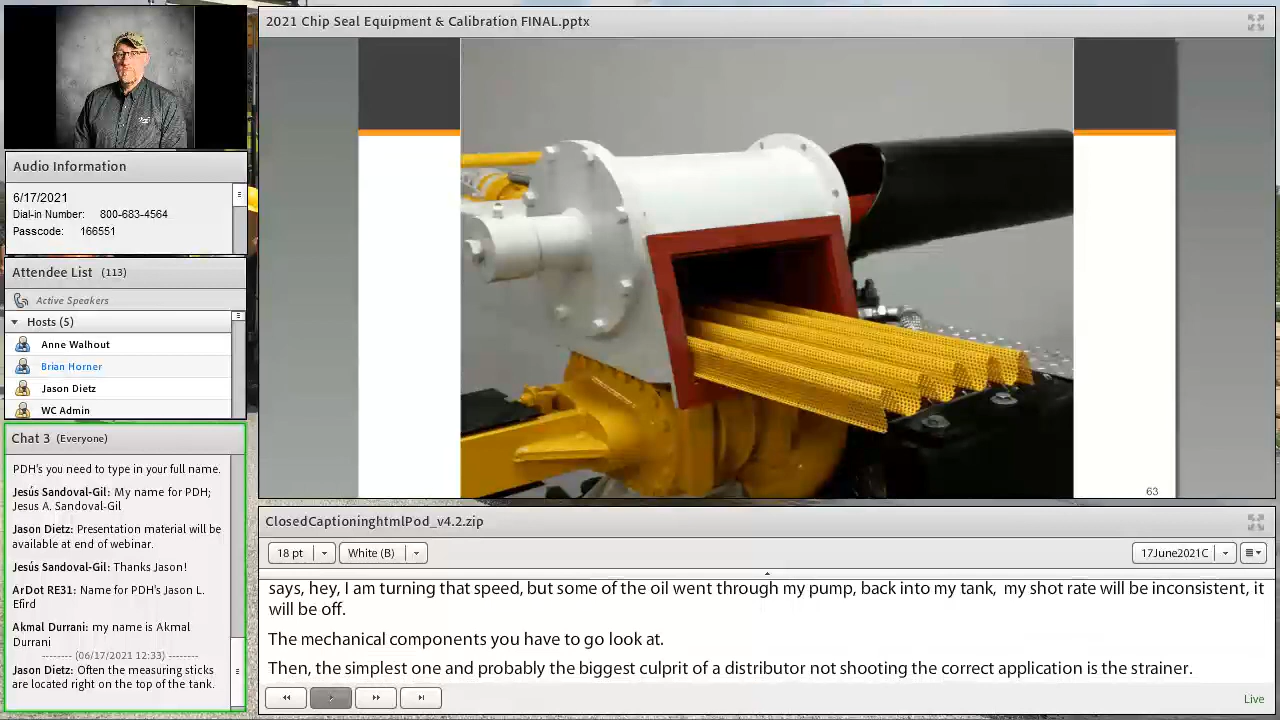 2021 Chip Seal Equipment & Calibration FINAL.pptx
Audio Information
6/17/2021
Dial-in Number: 800-683-4564
Passcode: 166551
Attendee List (113)
Active Speakers
Hosts (5)
Anne Walhout
Brian Horner
Jason Dietz
WC Admin
Chat 3 (Everyone)
PDH's you need to type in your full name.
Jesús Sandoval-Gil: My name for PDH;
Jesus A. Sandoval-Gil
Jason Dietz: Presentation material will be
available at end of webinar.
Jesús Sandoval-Gil: Thanks Jason!
ArDot RE31: Name for PDH's Jason L.
Efird
Akmal Durrani: my name is Akmal
Durrani
-------- (06/17/2021 12:33) --------
Jason Dietz: Often the measuring sticks
are located right on the top of the tank.
63
ClosedCaptioninghtmlPod_v4.2.zip
18 pt
White (B)
17June2021C
says, hey, I am turning that speed, but some of the oil went through my pump, back into my tank, my shot rate will be inconsistent, it
will be off.
The mechanical components you have to go look at.
Then, the simplest one and probably the biggest culprit of a distributor not shooting the correct application is the strainer.
Live